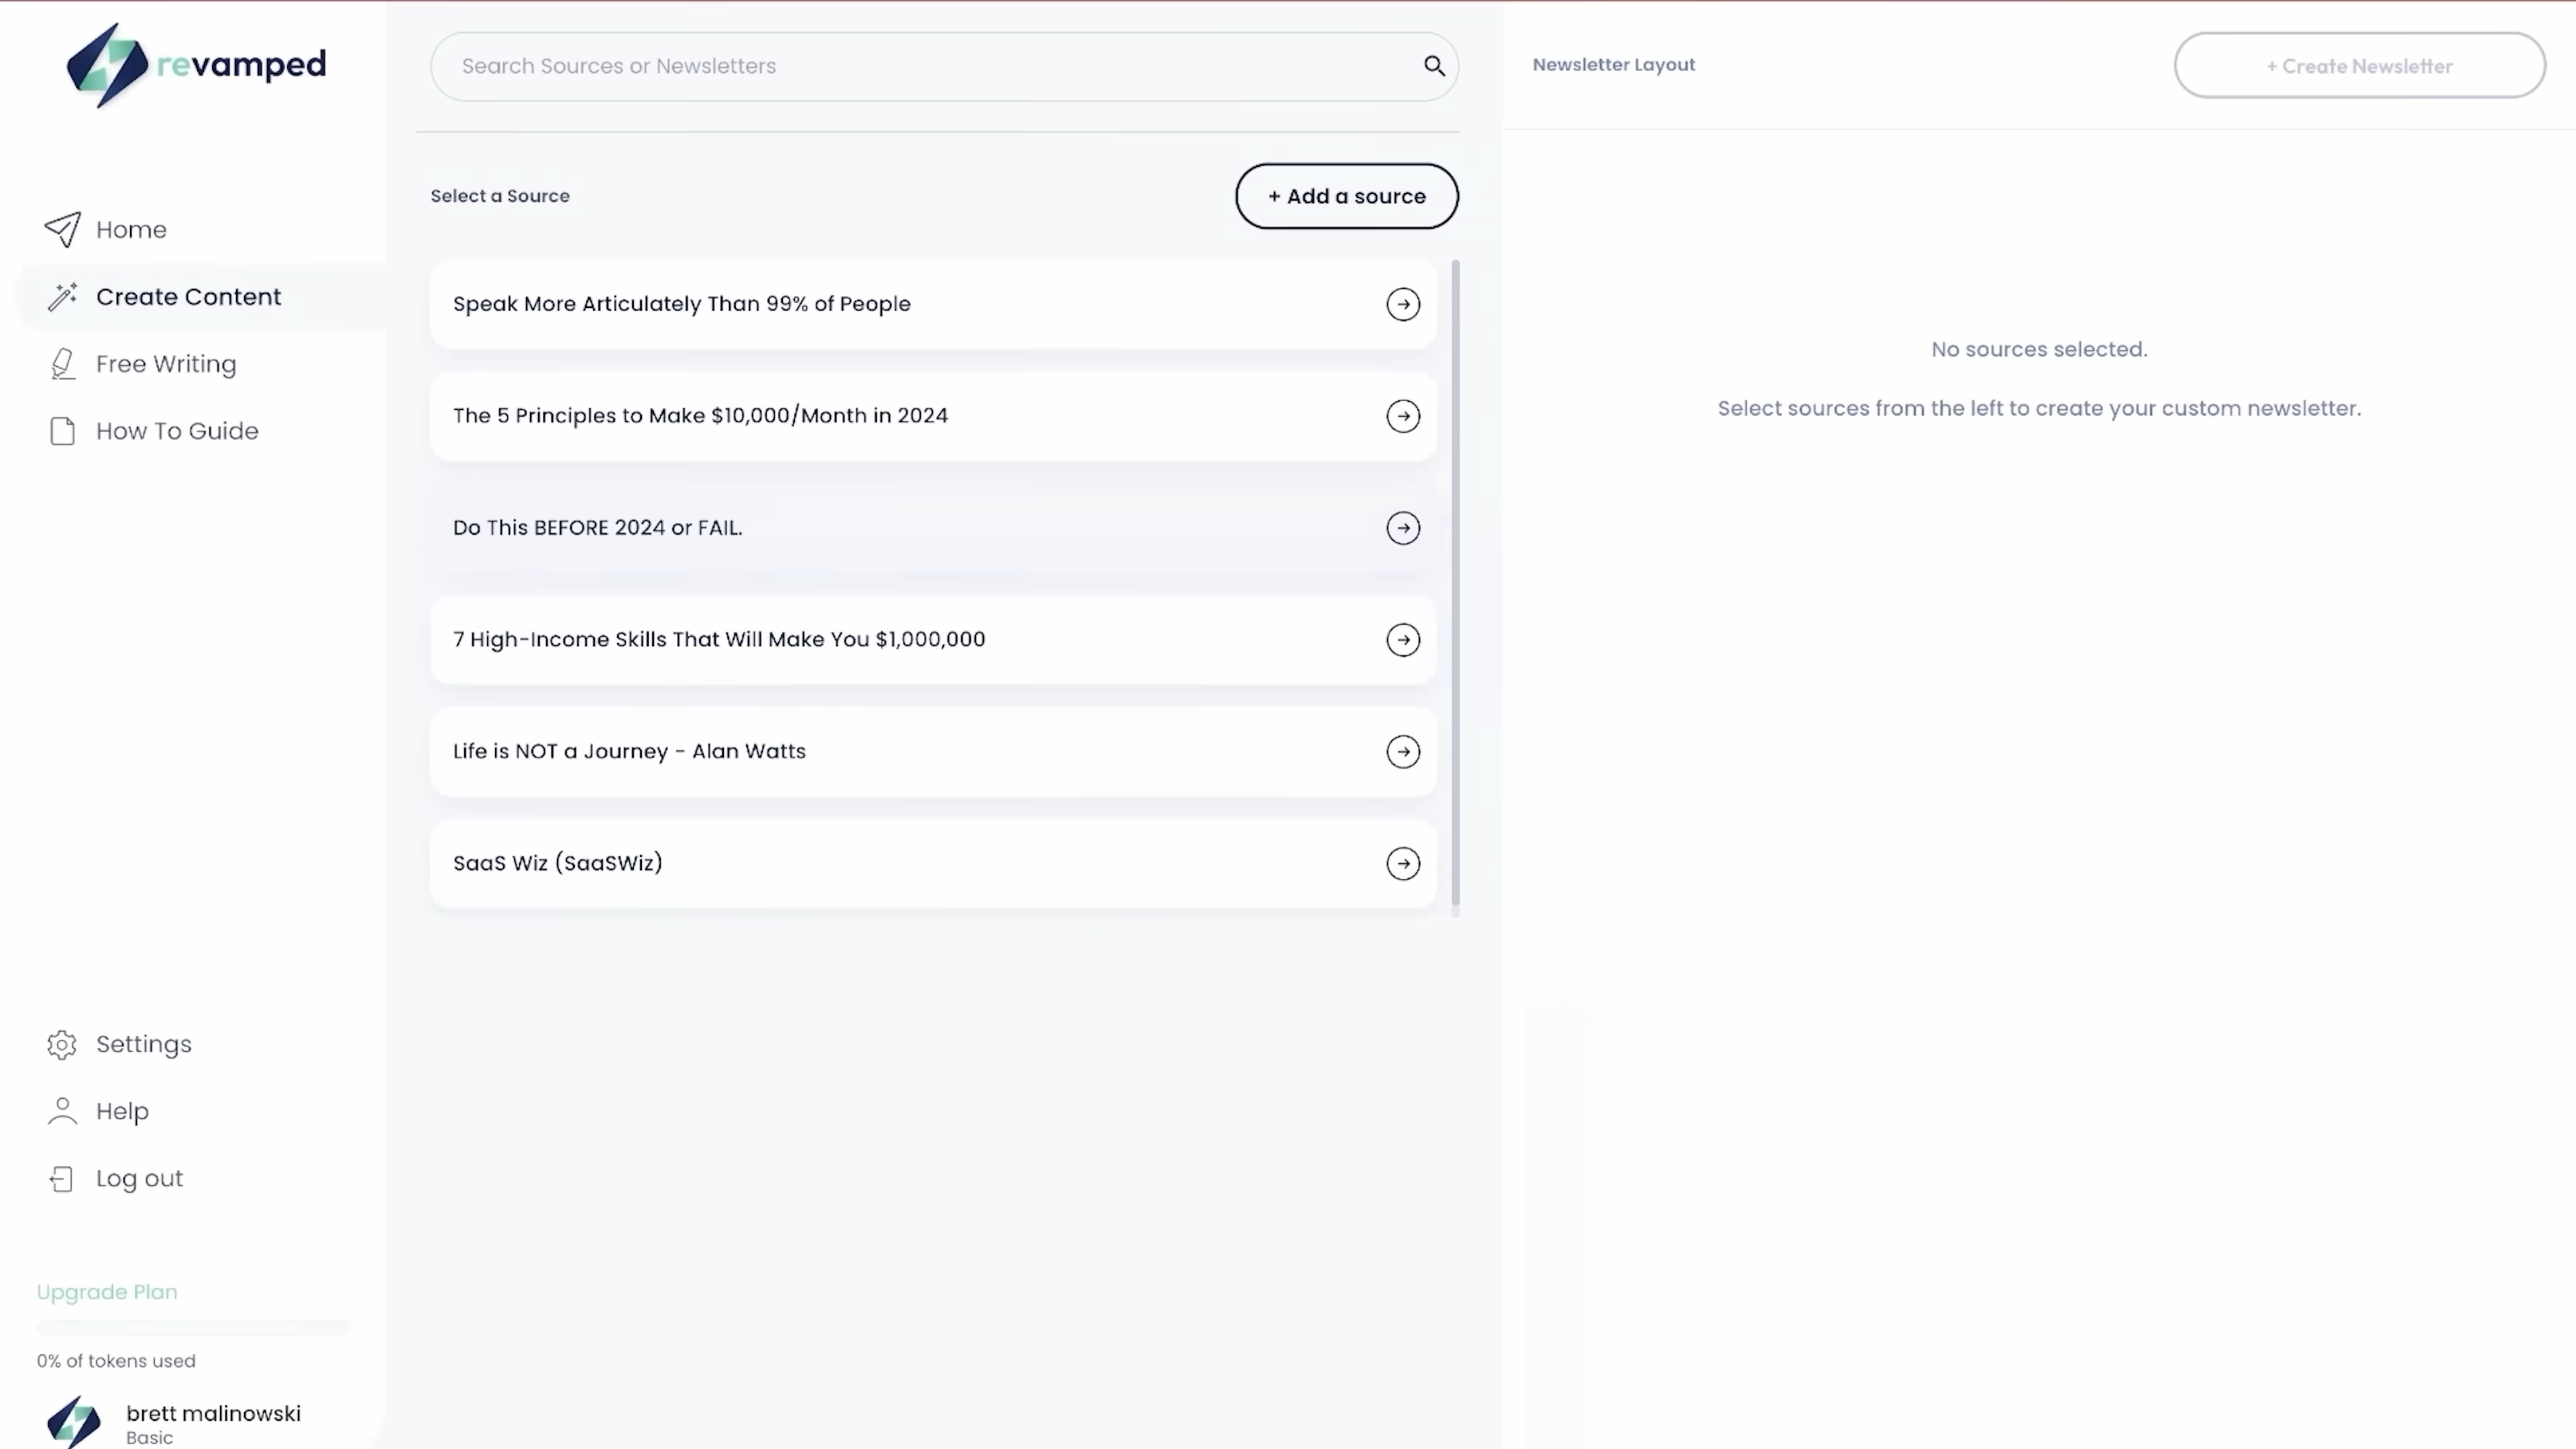 revamped
Home
Create Content
Free Writing
How To Guide
Settings
Help
Log out
Upgrade Plan
0% of tokens used
brett malinowski
Basic
Search Sources or Newsletters
Select a Source
+ Add a source
Speak More Articulately Than 99% of People
The 5 Principles to Make $10,000/Month in 2024
Do This BEFORE 2024 or FAIL.
7 High-Income Skills That Will Make You $1,000,000
Life is NOT a Journey - Alan Watts
SaaS Wiz (SaaSWiz)
Newsletter Layout
+ Create Newsletter
No sources selected.
Select sources from the left to create your custom newsletter.